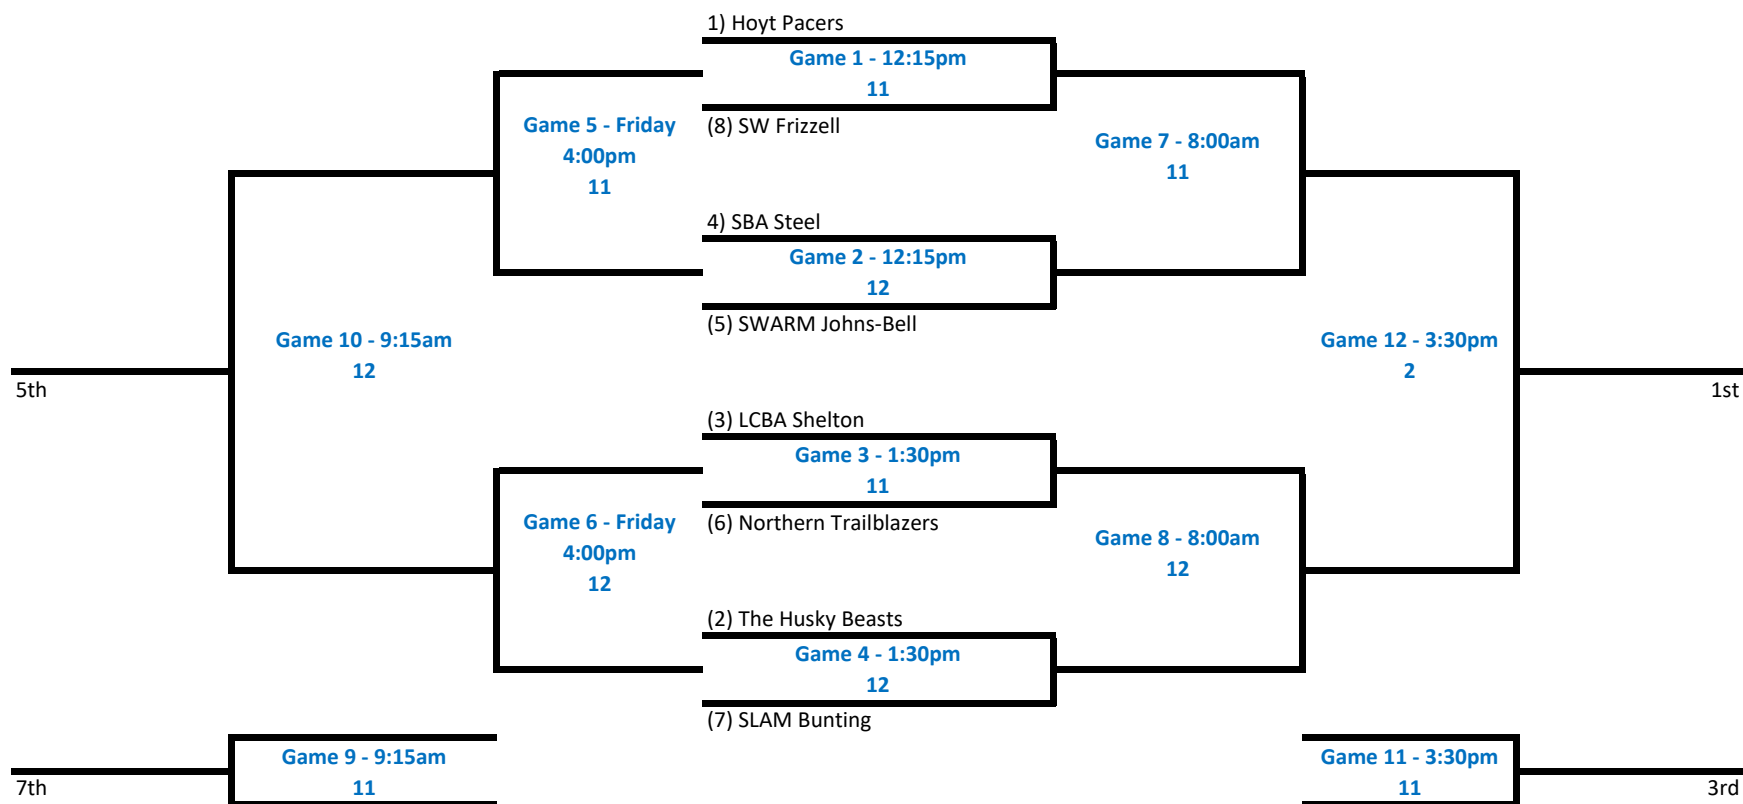 1) Hoyt Pacers
Game 1 - 12:15pm
11
(8) SW Frizzell
Game 5 - Friday
4:00pm
11
Game 7 - 8:00am
11
4) SBA Steel
Game 2 - 12:15pm
12
(5) SWARM Johns-Bell
Game 10 - 9:15am
12
5th
Game 12 - 3:30pm
2
1st
(3) LCBA Shelton
Game 3 - 1:30pm
11
(6) Northern Trailblazers
Game 6 - Friday
4:00pm
12
Game 8 - 8:00am
12
(2) The Husky Beasts
Game 4 - 1:30pm
12
(7) SLAM Bunting
Game 9 - 9:15am
11
7th
Game 11 - 3:30pm
11
3rd